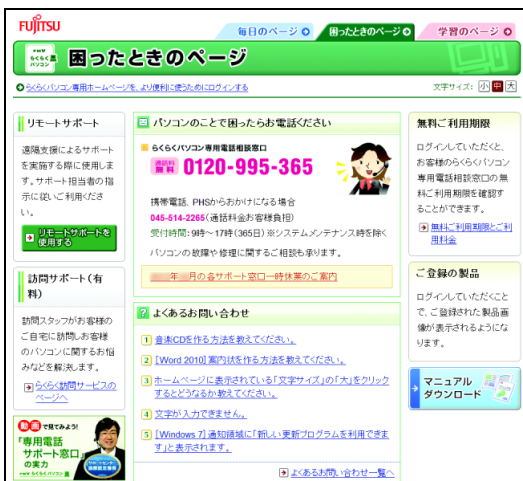 FUJITSU
毎日のページ
困ったときのページ
学習のページ
FMV
らくらく
パソコン
困ったときのページ
らくらくパソコン専用ホームページを、より便利に使うためにログインする
文字サイズ: 小 中 大
リモートサポート
遠隔支援によるサポート
を実施する際に使用しま
す。サポート担当者の指
示に従いご利用くださ
い。
リモートサポートを
使用する
訪問サポート(有
料)
訪問スタッフがお客様の
ご自宅に訪問しお客様
のパソコンに関するお悩
みなどを解決します。
らくらく訪問サービスの
ページへ
動画で見てみよう!
「専用電話
サポート窓口」
の実力
パソコンのことで困ったらお電話ください
らくらくパソコン専用電話相談窓口
通話料
無料
0120-995-365
携帯電話、PHSからおかけになる場合
045-514-2265(通話料金お客様負担)
受付時間:9時~17時(365日) ※システムメンテナンス時を除く
パソコンの故障や修理に関するご相談も承ります。
年 月の各サポート窓口一時休業のご案内
よくあるお問い合わせ
1 音楽CDを作る方法を教えてください。
2 [Word 2010] 案内状を作る方法を教えてください。
3 ホームページに表示されている「文字サイズ」の「大」をクリック
するとどうなるか教えてください。
4 文字が入力できません。
5 [Windows 7] 通知領域に「新しい更新プログラムを利用できま
す」と表示されます。
よくあるお問い合わせ一覧へ
無料ご利用期限
ログインしていただくと、
お客様のらくらくパソコン
専用電話相談窓口の無
料ご利用期限を確認す
ることができます。
無料ご利用期限とご利
用料金
ご登録の製品
ログインしていただくこと
で、ご登録された製品画
像が表示されるようにな
ります。
マニュアル
ダウンロード